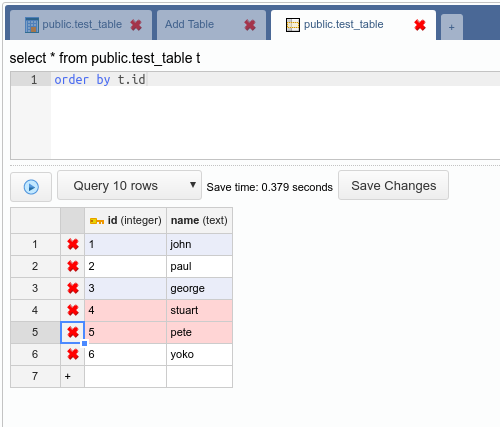 public.test_table Add Table public.test_table +
select * from public.test_table t
1 order by t.id
Query 10 rows Save time: 0.379 seconds Save Changes
id (integer) name (text)
1 1 john
2 2 paul
3 3 george
4 4 stuart
5 5 pete
6 6 yoko
7 +